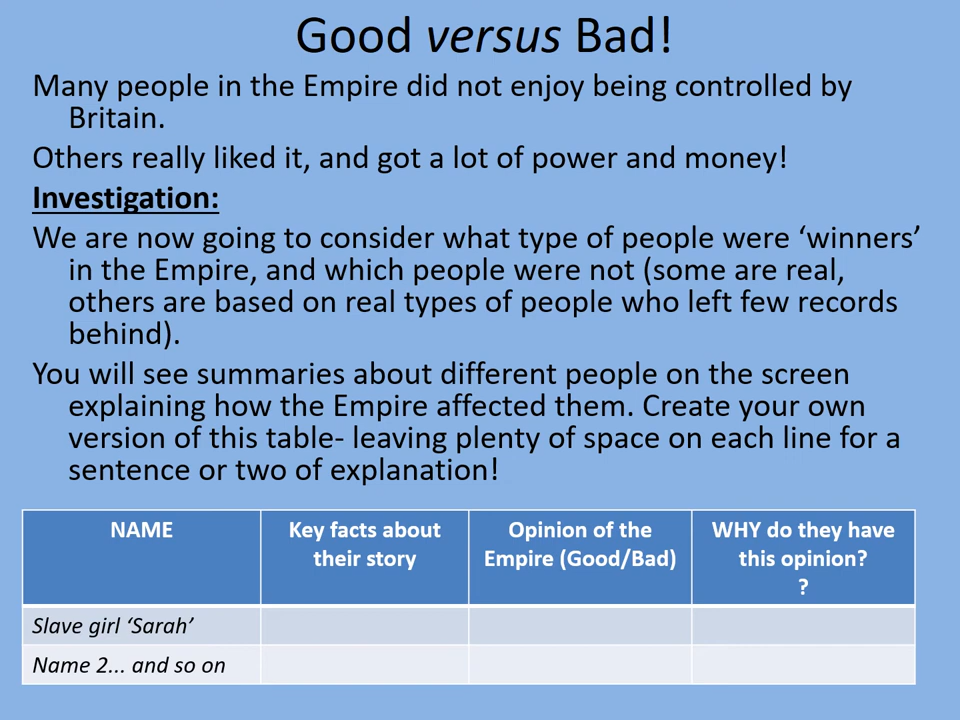 Good versus Bad!
Many people in the Empire did not enjoy being controlled by
Britain.
Others really liked it, and got a lot of power and money!
Investigation:
We are now going to consider what type of people were ‘winners’
in the Empire, and which people were not (some are real,
others are based on real types of people who left few records
behind).
You will see summaries about different people on the screen
explaining how the Empire affected them. Create your own
version of this table- leaving plenty of space on each line for a
sentence or two of explanation!
NAME
Key facts about
their story
Opinion of the
Empire (Good/Bad)
WHY do they have
this opinion?
?
Slave girl ‘Sarah’
Name 2... and so on